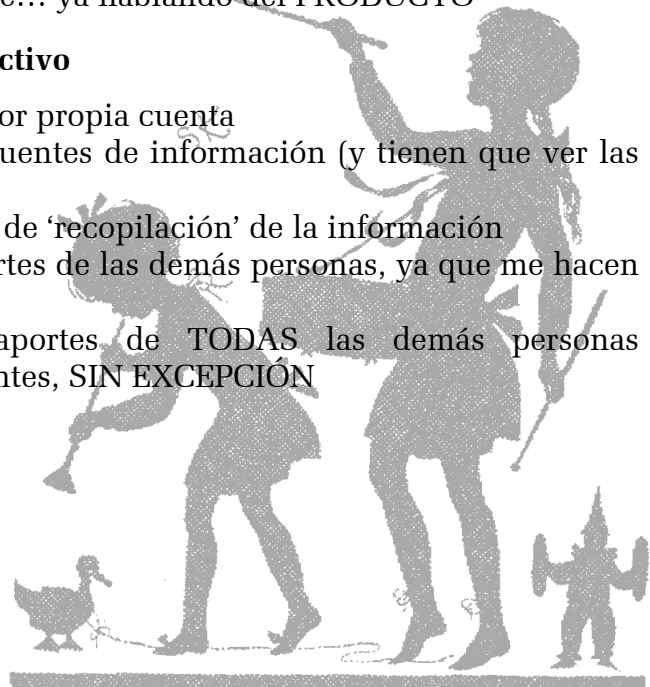 e… ya hablando del PRODUCTO
ctivo
or propia cuenta
uentes de información (y tienen que ver las
de ‘recopilación’ de la información
rtes de las demás personas, ya que me hacen
aportes de TODAS las demás personas
ntes, SIN EXCEPCIÓN